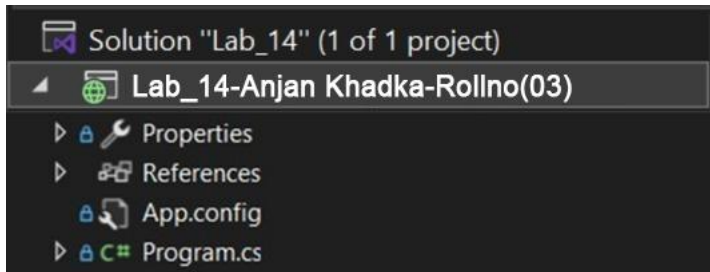 Solution "Lab_14" (1 of 1 project)
Lab_14-Anjan Khadka-Rollno(03)
Properties
References
App.config
C# Program.cs